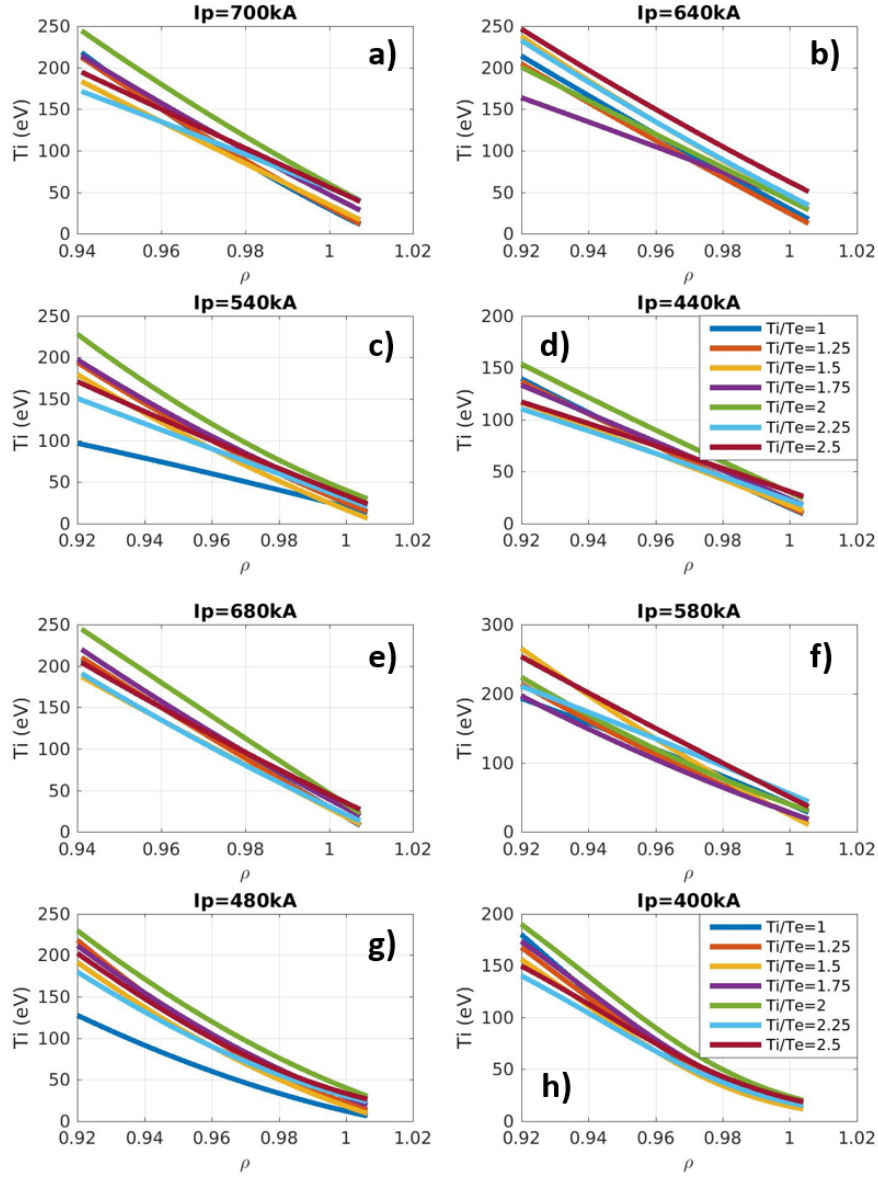 Ip=700kA
a)
Ti (eV)
250
200
150
100
50
0
0.94
0.96
0.98
1
1.02
ρ
Ip=640kA
b)
Ti (eV)
250
200
150
100
50
0
0.92
0.94
0.96
0.98
1
1.02
ρ
Ip=540kA
c)
Ti (eV)
250
200
150
100
50
0
0.92
0.94
0.96
0.98
1
1.02
ρ
Ip=440kA
d)
Ti (eV)
200
150
100
50
0
0.92
0.94
0.96
0.98
1
1.02
ρ
Ti/Te=1
Ti/Te=1.25
Ti/Te=1.5
Ti/Te=1.75
Ti/Te=2
Ti/Te=2.25
Ti/Te=2.5
Ip=680kA
e)
Ti (eV)
250
200
150
100
50
0
0.94
0.96
0.98
1
1.02
ρ
Ip=580kA
f)
Ti (eV)
300
200
100
0
0.92
0.94
0.96
0.98
1
1.02
ρ
Ip=480kA
g)
Ti (eV)
250
200
150
100
50
0
0.92
0.94
0.96
0.98
1
1.02
ρ
Ip=400kA
h)
Ti (eV)
200
150
100
50
0
0.92
0.94
0.96
0.98
1
1.02
ρ
Ti/Te=1
Ti/Te=1.25
Ti/Te=1.5
Ti/Te=1.75
Ti/Te=2
Ti/Te=2.25
Ti/Te=2.5